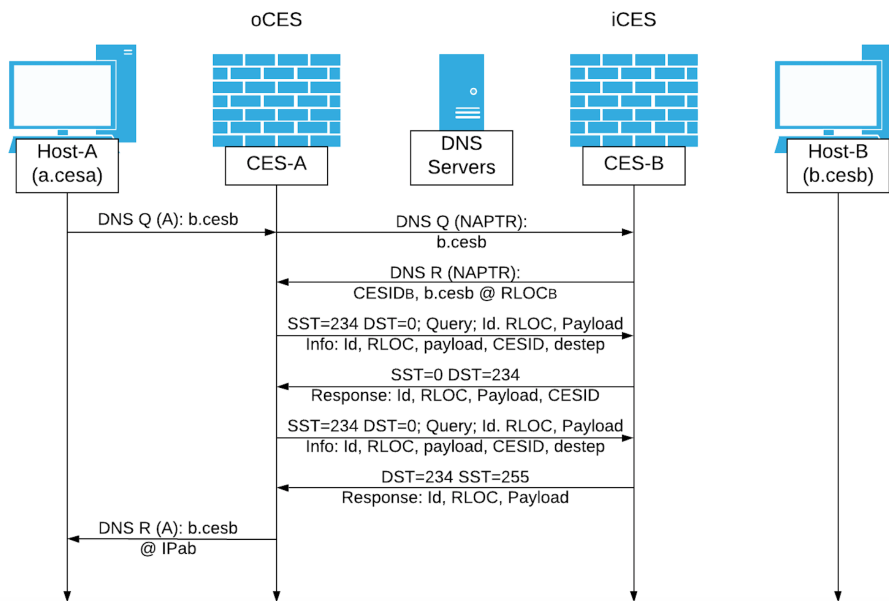 oCES
iCES
Host-A
(a.cesa)
CES-A
DNS
Servers
CES-B
Host-B
(b.cesb)
DNS Q (A): b.cesb
DNS Q (NAPTR):
b.cesb
DNS R (NAPTR):
CESIDB, b.cesb @ RLOCB
SST=234 DST=0; Query; Id. RLOC, Payload
Info: Id, RLOC, payload, CESID, destep
SST=0 DST=234
Response: Id, RLOC, Payload, CESID
SST=234 DST=0; Query; Id. RLOC, Payload
Info: Id, RLOC, payload, CESID, destep
DST=234 SST=255
Response: Id, RLOC, Payload
DNS R (A): b.cesb
@ IPab